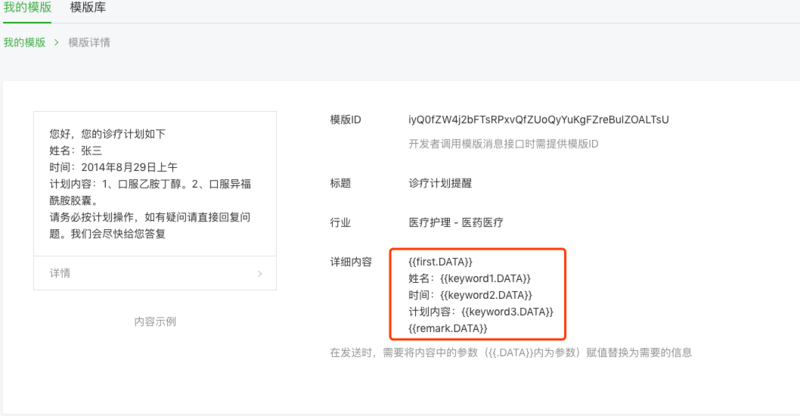 我的模版 模版库
我的模版 > 模版详情
您好，您的诊疗计划如下
姓名：张三
时间：2014年8月29日上午
计划内容：1、口服乙胺丁醇。2、口服异福
酰胺胶囊。
请务必按计划操作，如有疑问请直接回复问
题。我们会尽快给您答复
详情
内容示例
模版ID iyQ0fZW4j2bFTsRPxvQfZUoQyYuKgFZreBulZOALTsU
开发者调用模版消息接口时需提供模版ID
标题 诊疗计划提醒
行业 医疗护理 - 医药医疗
详细内容 {{first.DATA}}
姓名：{{keyword1.DATA}}
时间：{{keyword2.DATA}}
计划内容：{{keyword3.DATA}}
{{remark.DATA}}
在发送时，需要将内容中的参数（{{.DATA}}内为参数）赋值替换为需要的信息